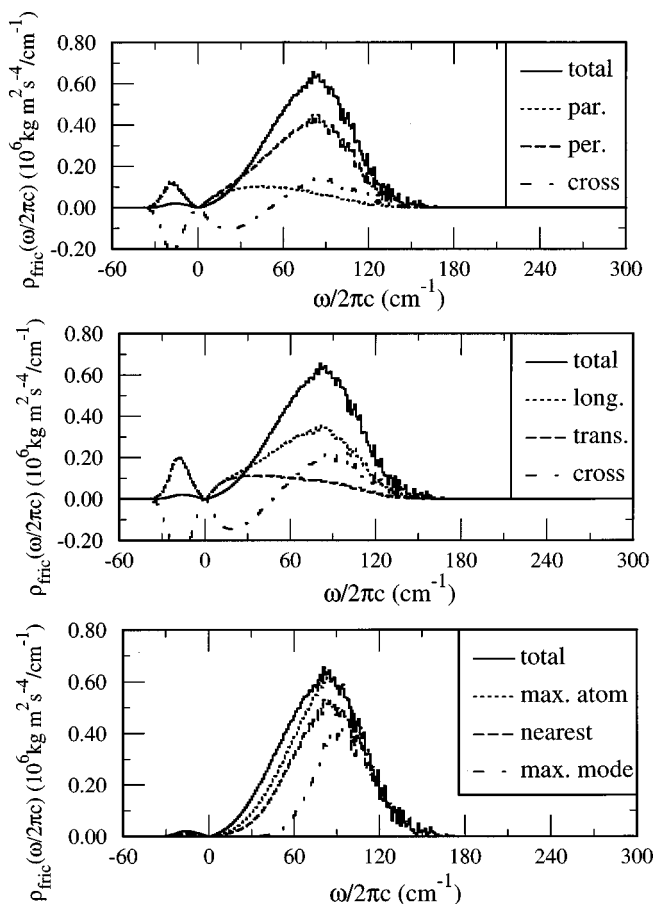 ρfric(ω/2πc) (10⁶kg m²s⁻⁴/cm⁻¹)
0.80
0.60
0.40
0.20
0.00
-0.20
total
par.
per.
cross
-60 0 60 120 180 240 300
ω/2πc (cm⁻¹)
ρfric(ω/2πc) (10⁶kg m²s⁻⁴/cm⁻¹)
0.80
0.60
0.40
0.20
0.00
-0.20
total
long.
trans.
cross
-60 0 60 120 180 240 300
ω/2πc (cm⁻¹)
ρfric(ω/2πc) (10⁶kg m²s⁻⁴/cm⁻¹)
0.80
0.60
0.40
0.20
0.00
total
max. atom
nearest
max. mode
-60 0 60 120 180 240 300
ω/2πc (cm⁻¹)